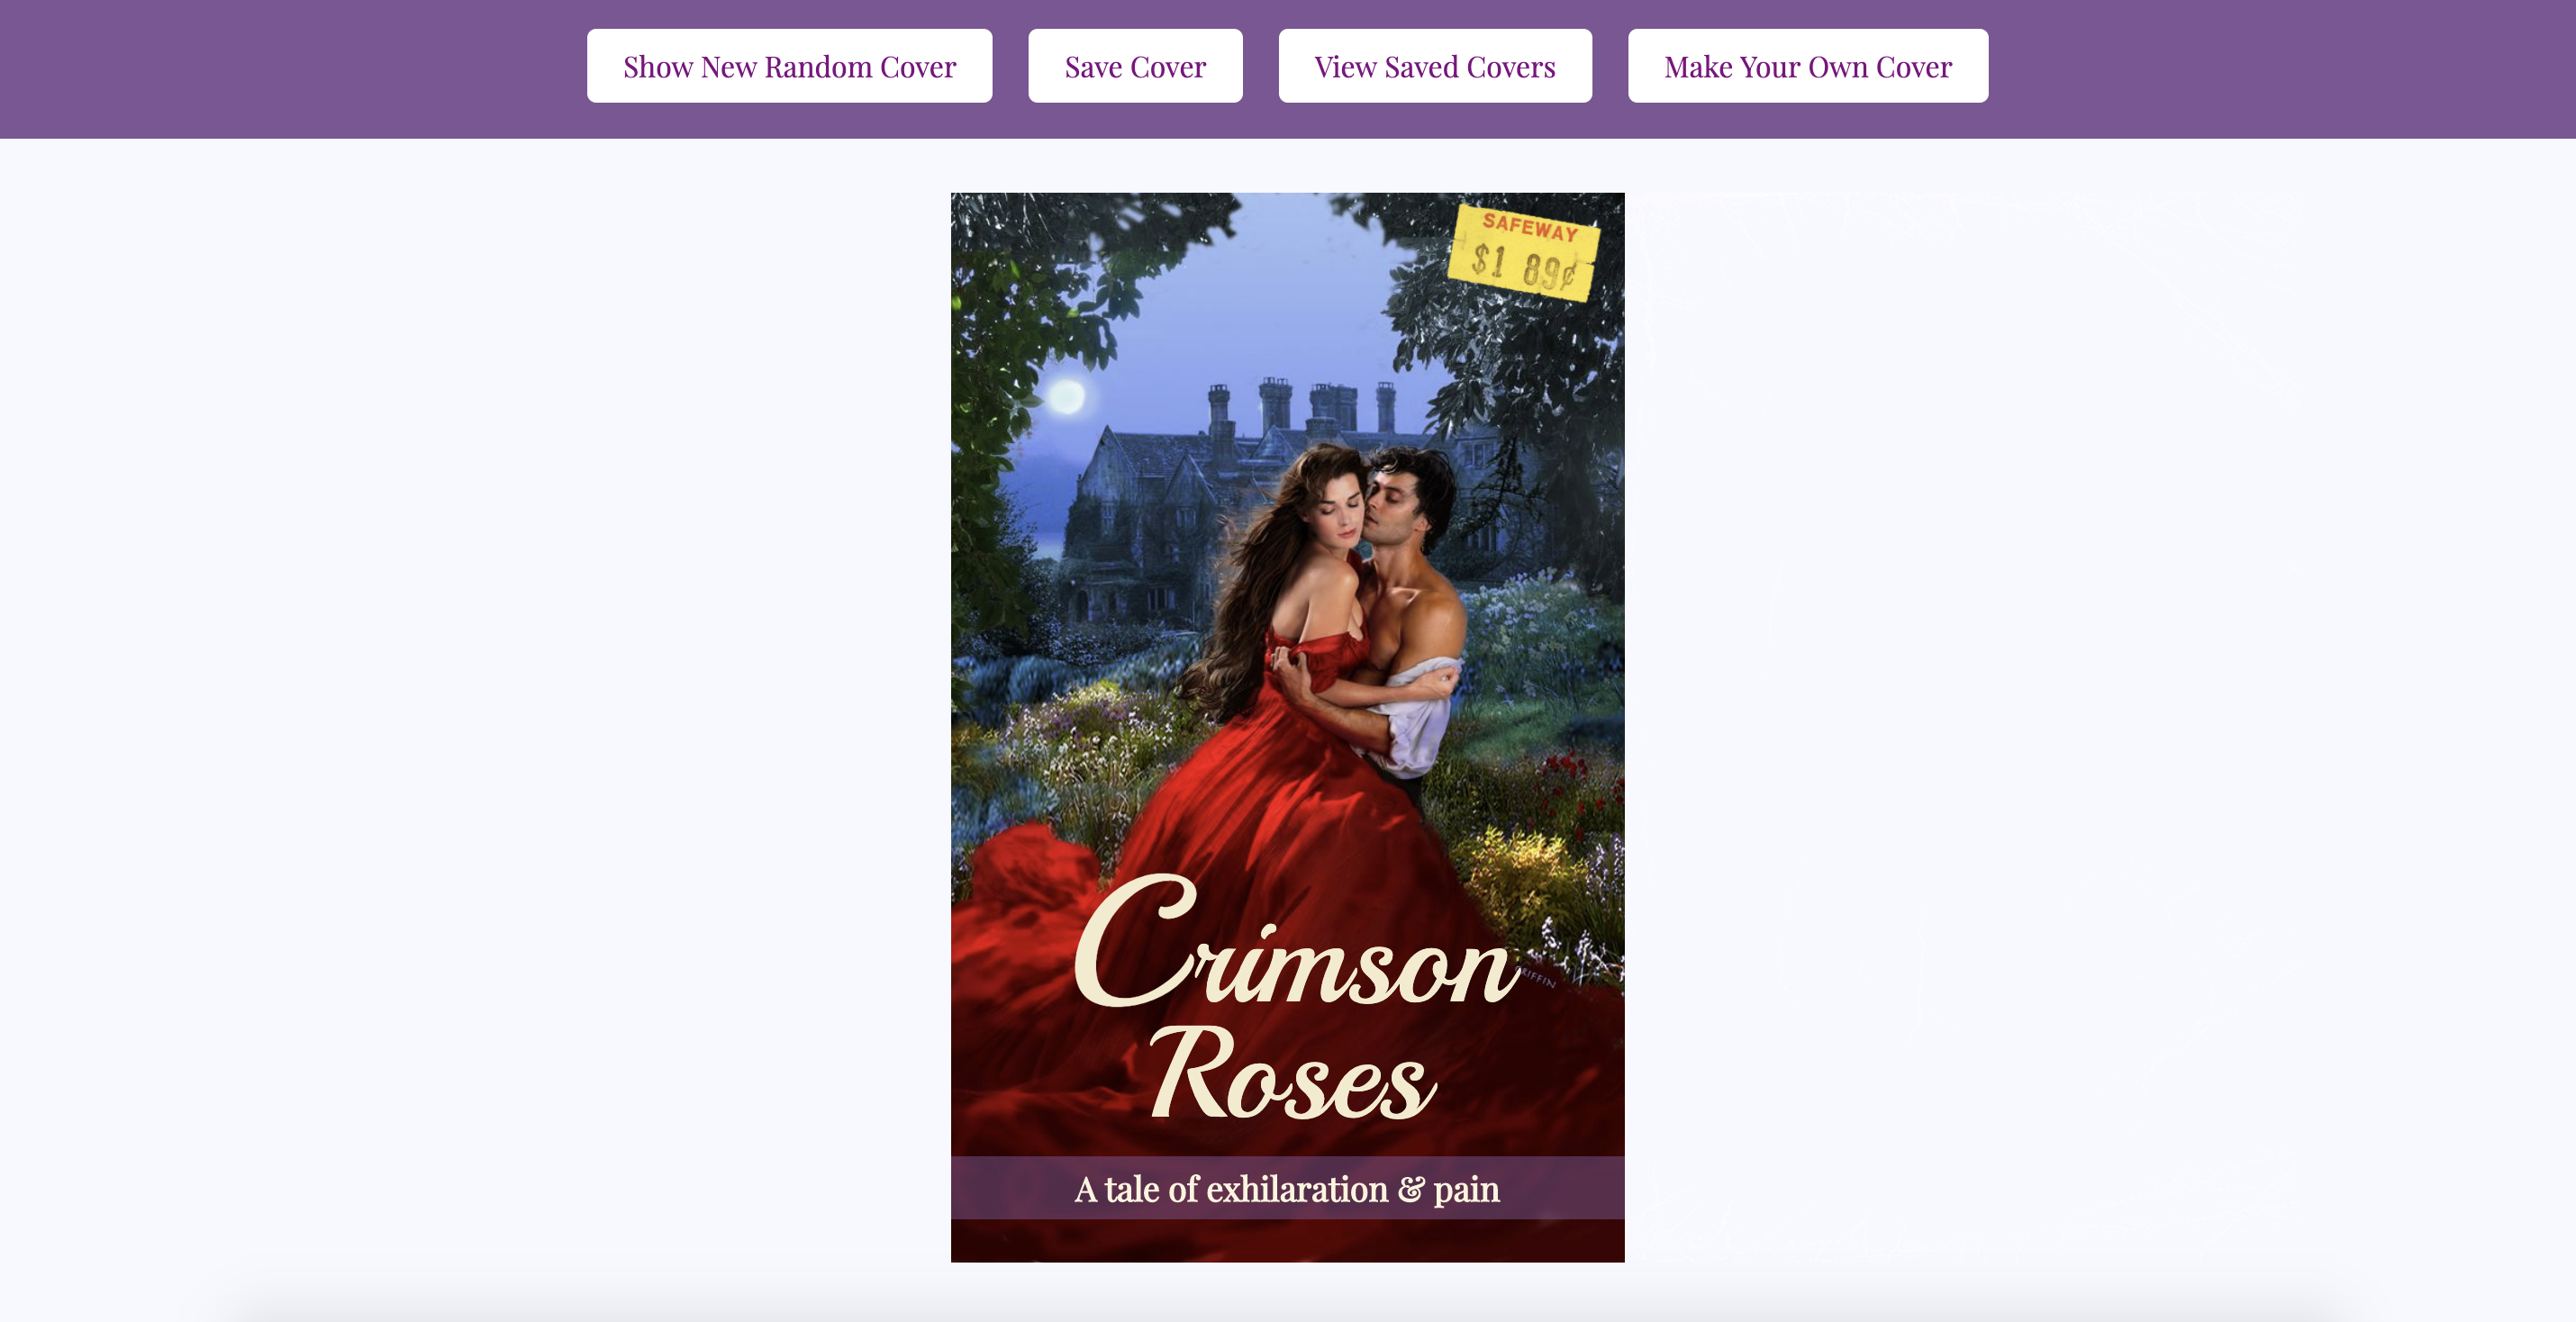 Show New Random Cover
Save Cover
View Saved Covers
Make Your Own Cover
SAFEWAY
$1 89¢
Crimson
Roses
A tale of exhilaration & pain